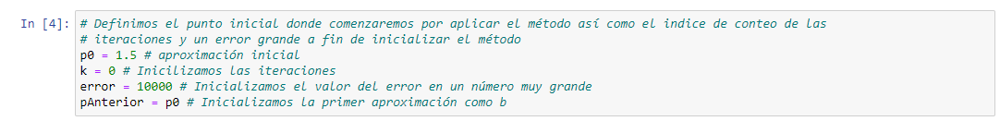 In [4]: # Definimos el punto inicial donde comenzaremos por aplicar el método así como el indice de conteo de las
# iteraciones y un error grande a fin de inicializar el método
p0 = 1.5 # aproximación inicial
k = 0 # Inicilizamos las iteraciones
error = 10000 # Inicializamos el valor del error en un número muy grande
pAnterior = p0 # Inicializamos la primer aproximación como b